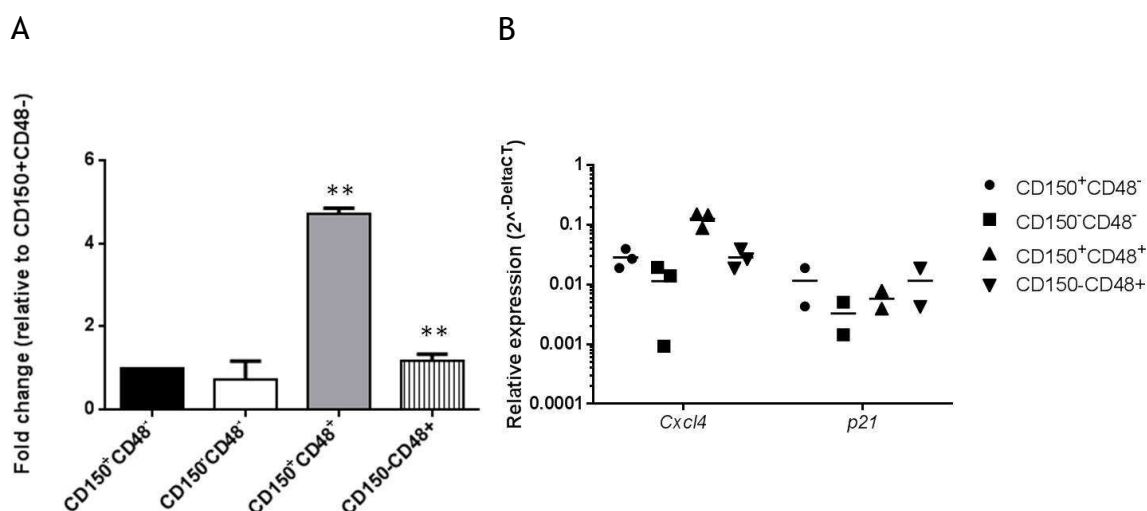 A
B
Fold change (relative to CD150+CD48-)
6
4
2
0
**
**
CD150⁺CD48⁻
CD150⁻CD48⁻
CD150⁺CD48⁺
CD150-CD48+
Relative expression (2^-DeltaCT)
1
0.1
0.01
0.001
0.0001
Cxcl4
p21
CD150⁺CD48⁻
CD150⁻CD48⁻
CD150⁺CD48⁺
CD150-CD48+